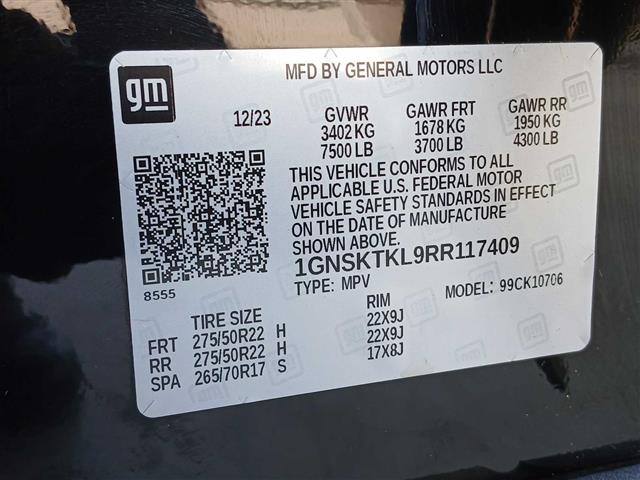 gm
MFD BY GENERAL MOTORS LLC
12/23
GVWR
3402 KG
7500 LB
GAWR FRT
1678 KG
3700 LB
GAWR RR
1950 KG
4300 LB
THIS VEHICLE CONFORMS TO ALL
APPLICABLE U.S. FEDERAL MOTOR
VEHICLE SAFETY STANDARDS IN EFFECT
ON THE DATE OF MANUFACTURE
SHOWN ABOVE.
1GNSKTKL9RR117409
TYPE: MPV
MODEL: 99CK10706
8555
TIRE SIZE RIM
FRT 275/50R22 H 22X9J
RR 275/50R22 H 22X9J
SPA 265/70R17 S 17X8J